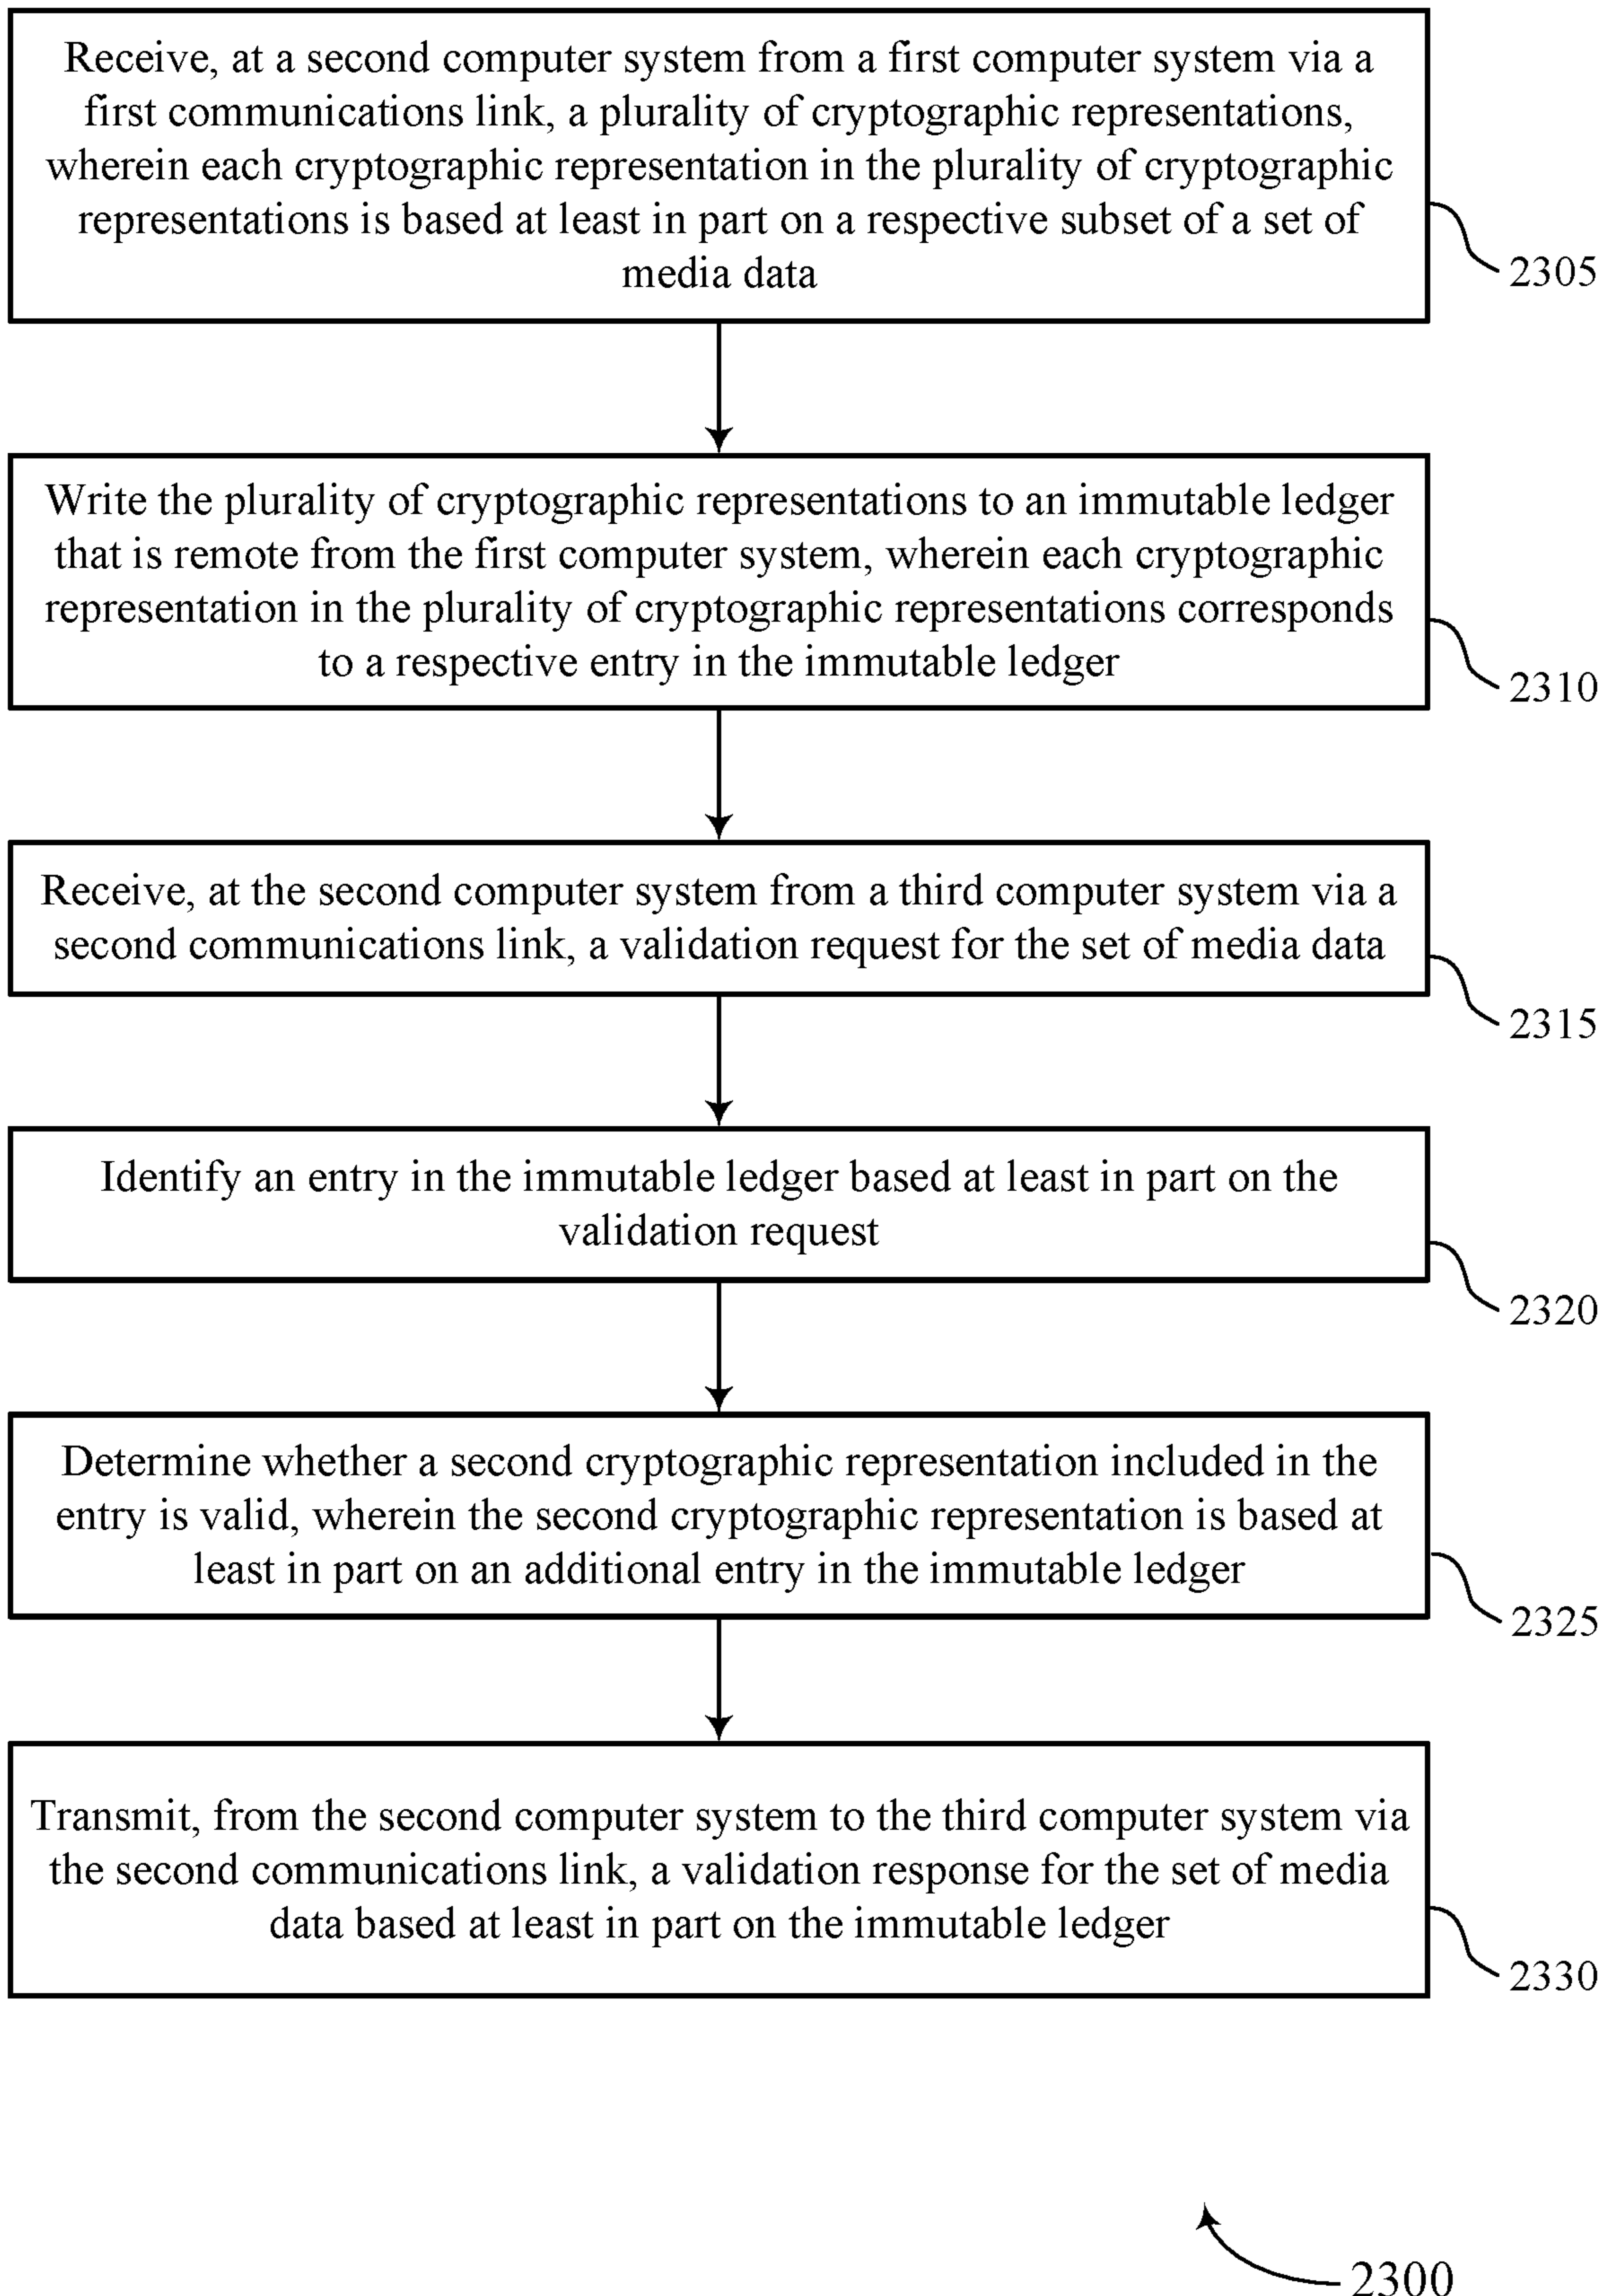 Receive, at a second computer system from a first computer system via a
first communications link, a plurality of cryptographic representations,
wherein each cryptographic representation in the plurality of cryptographic
representations is based at least in part on a respective subset of a set of
media data
2305
Write the plurality of cryptographic representations to an immutable ledger
that is remote from the first computer system, wherein each cryptographic
representation in the plurality of cryptographic representations corresponds
to a respective entry in the immutable ledger
2310
Receive, at the second computer system from a third computer system via a
second communications link, a validation request for the set of media data
2315
Identify an entry in the immutable ledger based at least in part on the
validation request
2320
Determine whether a second cryptographic representation included in the
entry is valid, wherein the second cryptographic representation is based at
least in part on an additional entry in the immutable ledger
2325
Transmit, from the second computer system to the third computer system via
the second communications link, a validation response for the set of media
data based at least in part on the immutable ledger
2330
2300